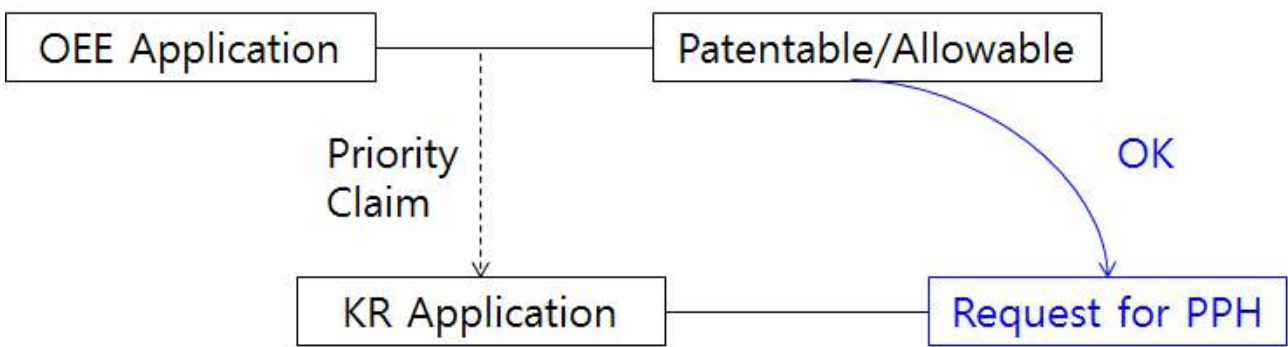 OEE Application
Patentable/Allowable
Priority
Claim
OK
KR Application
Request for PPH